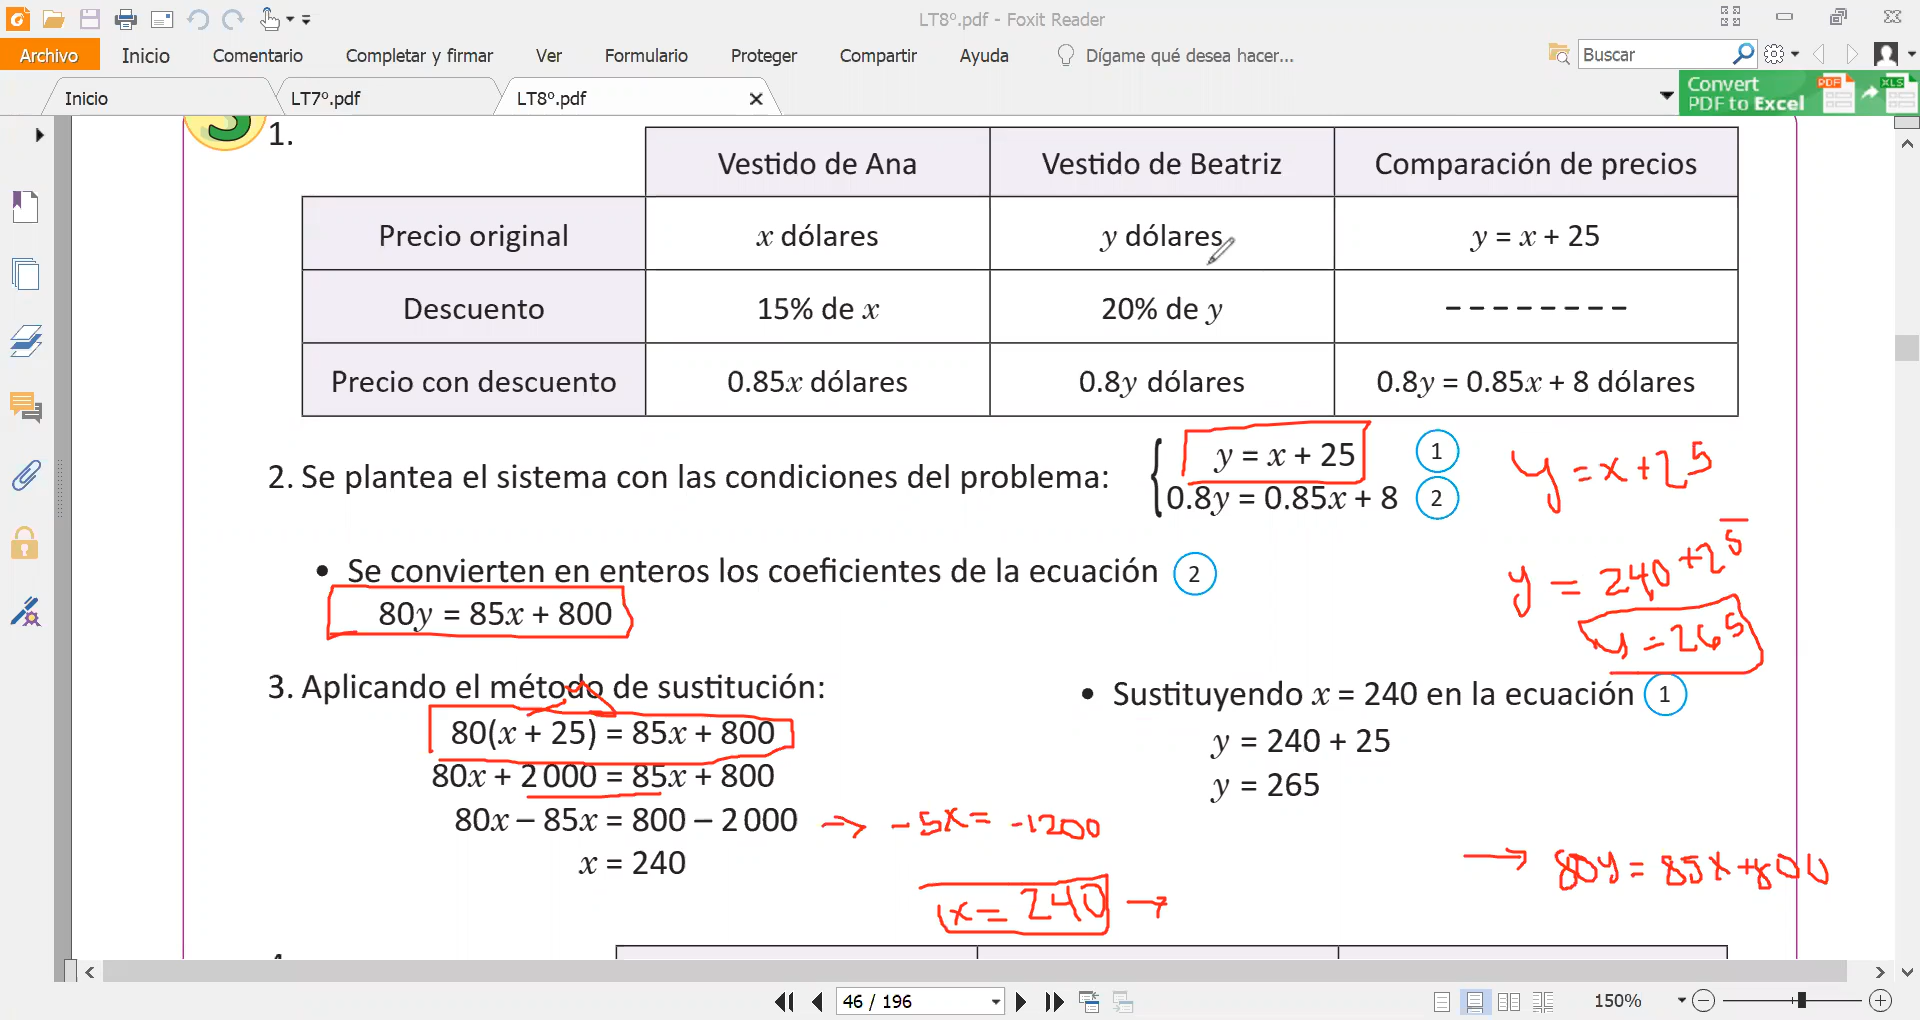 LT8º.pdf - Foxit Reader
Archivo Inicio Comentario Completar y firmar Ver Formulario Proteger Compartir Ayuda Dígame qué desea hacer... Buscar
Inicio LT7º.pdf LT8º.pdf
Convert PDF
PDF to Excel XLS
S
1.
Vestido de Ana Vestido de Beatriz Comparación de precios
Precio original x dólares y dólares y = x + 25
Descuento 15% de x 20% de y – – – – – – – –
Precio con descuento 0.85x dólares 0.8y dólares 0.8y = 0.85x + 8 dólares
2. Se plantea el sistema con las condiciones del problema: y = x + 25 1
0.8y = 0.85x + 8 2
y = x + 25
• Se convierten en enteros los coeficientes de la ecuación 2
80y = 85x + 800
y = 240 + 25
y = 265
3. Aplicando el método de sustitución:
80(x + 25) = 85x + 800
80x + 2 000 = 85x + 800
80x – 85x = 800 – 2 000 → -5x = -1200
x = 240
x = 240 →
• Sustituyendo x = 240 en la ecuación 1
y = 240 + 25
y = 265
→ 80y = 85x + 800
46 / 196 150%